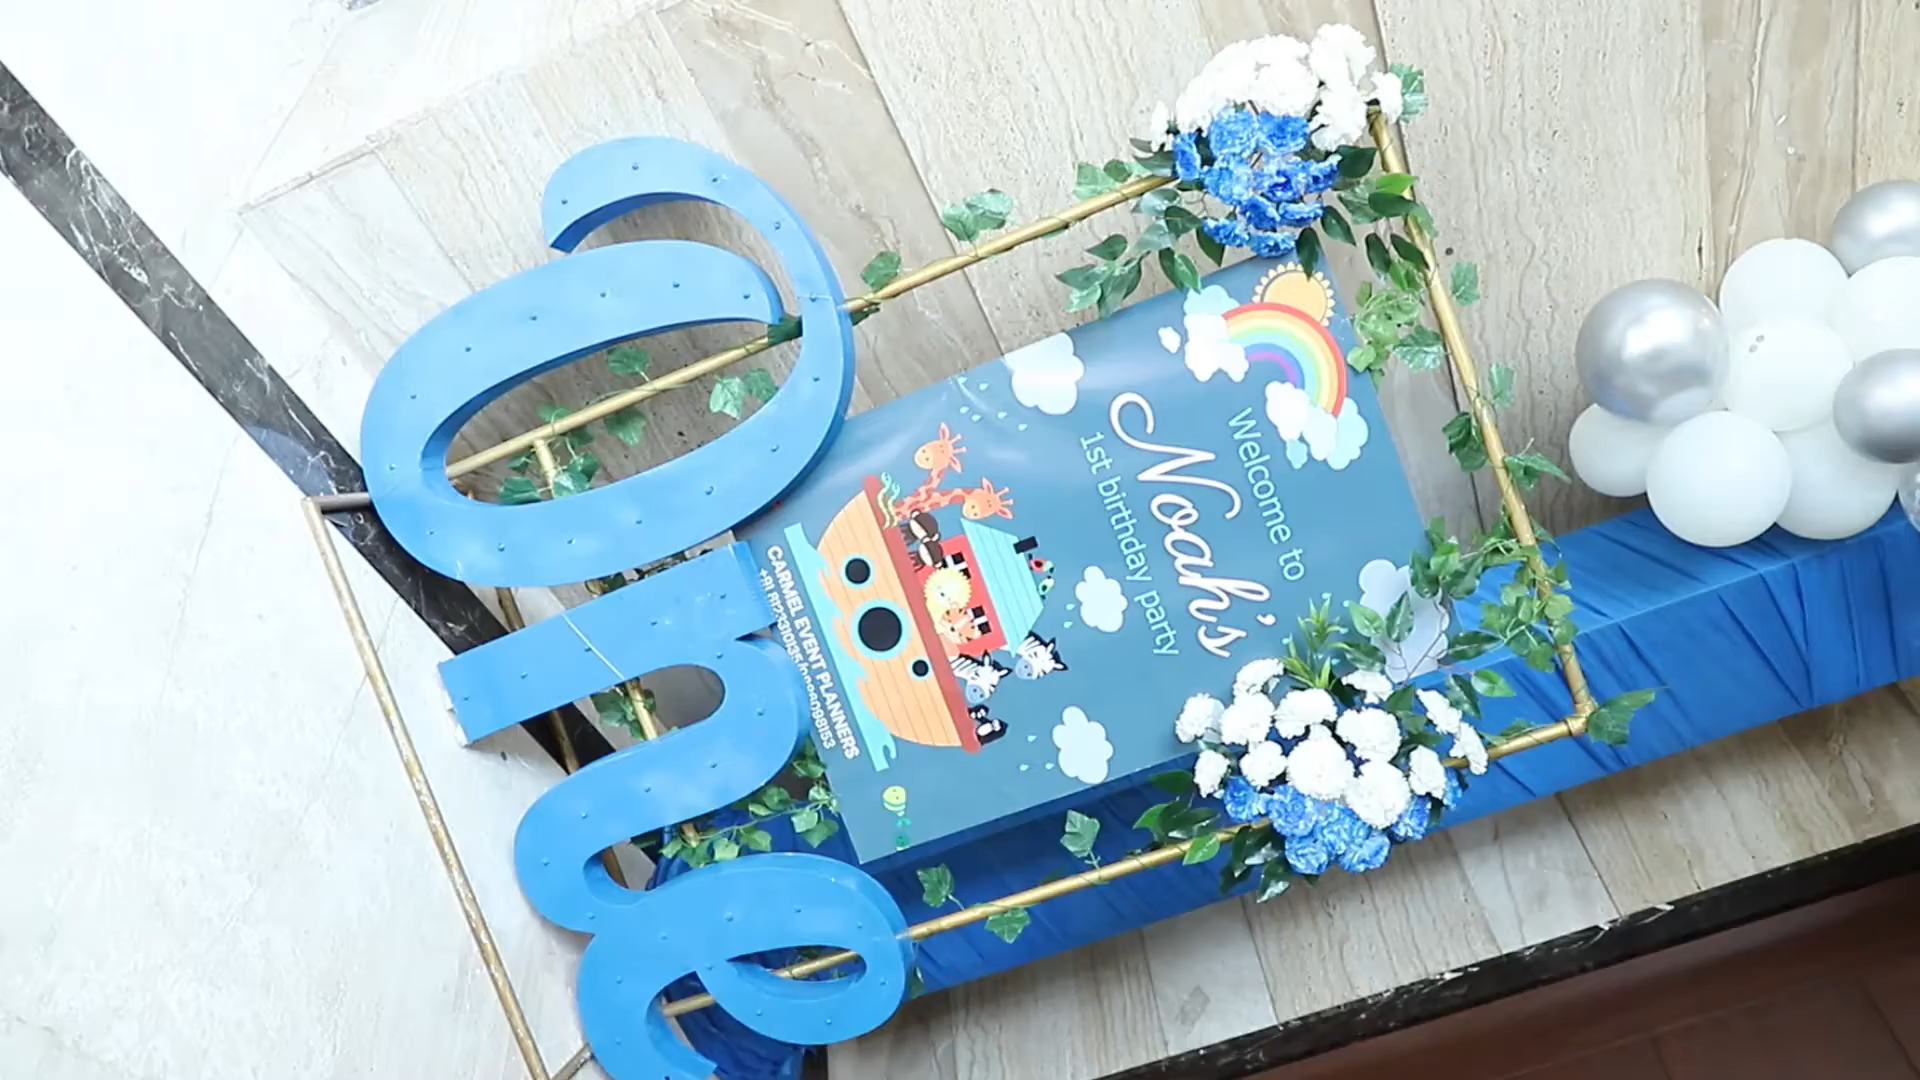 Welcome to
Noah's
1st birthday party
CARMEL EVENT PLANNERS
one